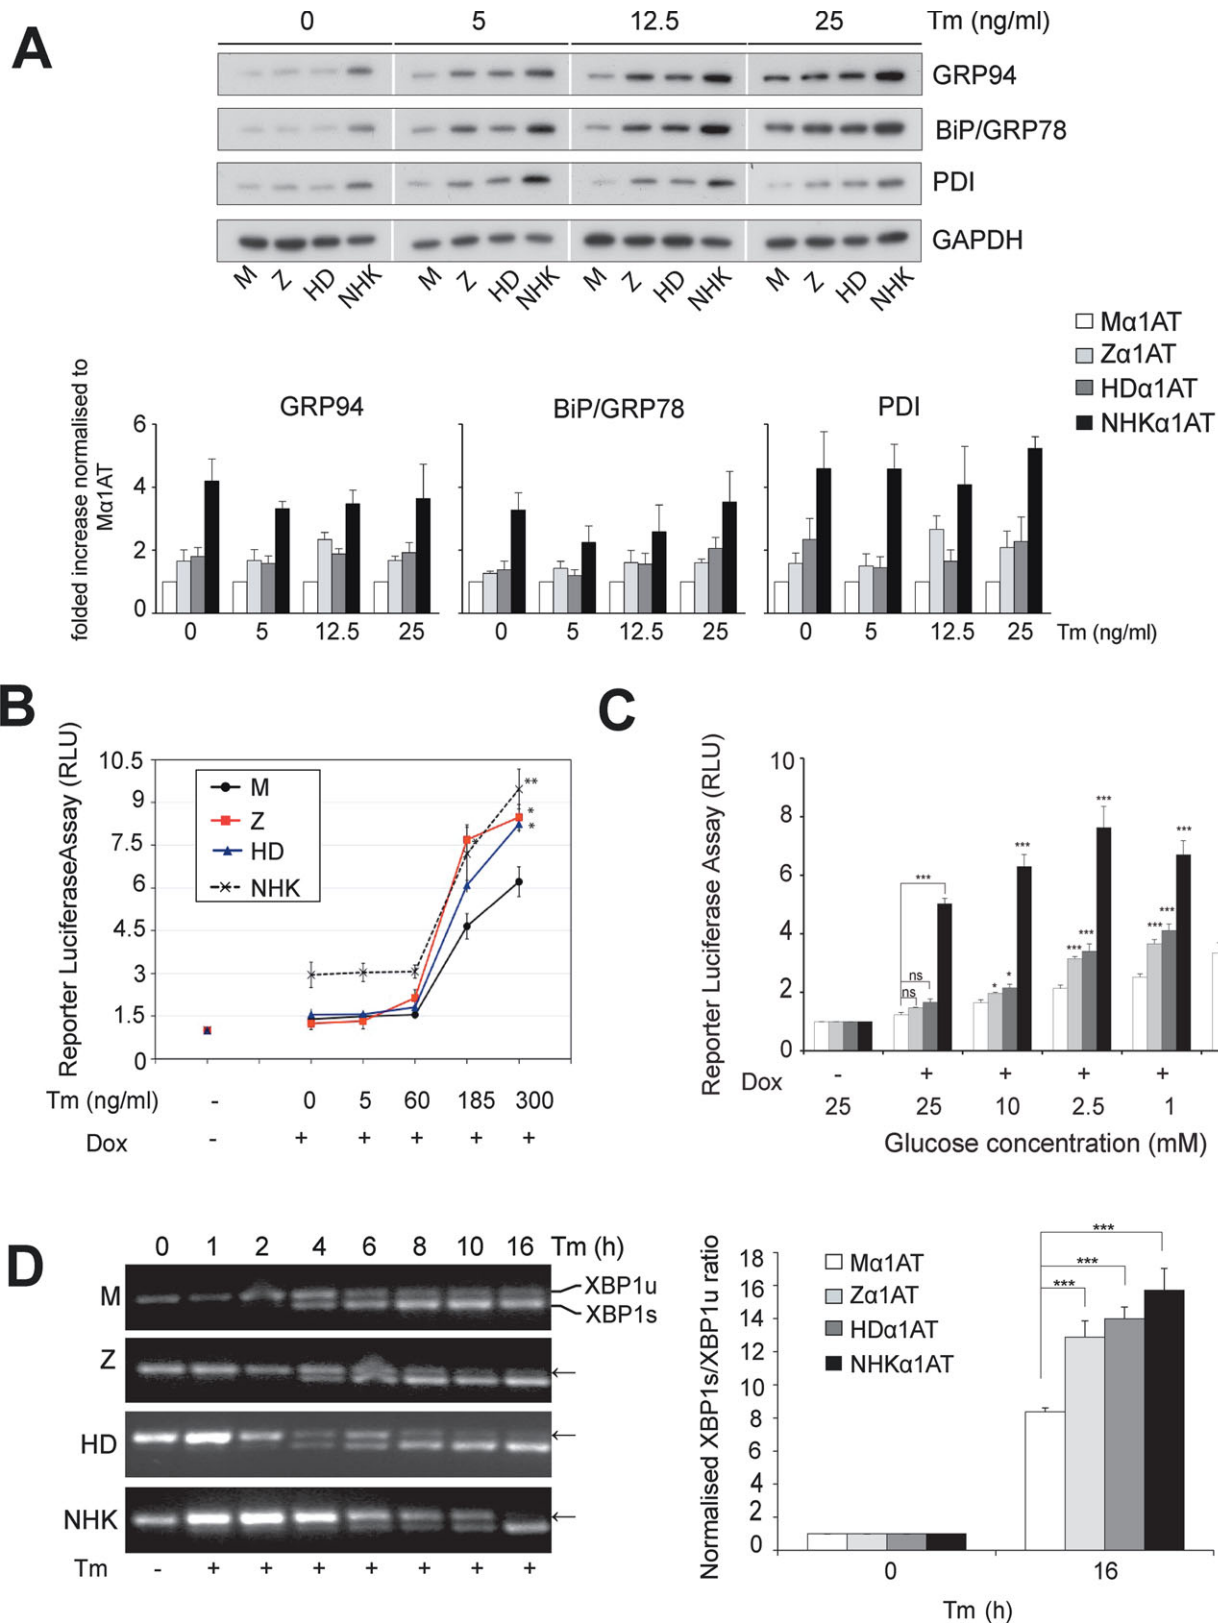 A
0 5 12.5 25 Tm (ng/ml)
GRP94
BiP/GRP78
PDI
GAPDH
M Z HD NHK M Z HD NHK M Z HD NHK M Z HD NHK
Mα1AT
Zα1AT
HDα1AT
NHKα1AT
folded increase normalised to
Mα1AT
GRP94 BiP/GRP78 PDI
6
4
2
0
0 5 12.5 25 0 5 12.5 25 0 5 12.5 25 Tm (ng/ml)
B
Reporter LuciferaseAssay (RLU)
10.5
9
7.5
6
4.5
3
1.5
0
M
Z
HD
NHK
**
*
*
*
Tm (ng/ml) - 0 5 60 185 300
Dox - + + + + +
C
Reporter Luciferase Assay (RLU)
10
8
6
4
2
0
ns
ns
***
* * ***
*** *** ***
*** *** ***
Dox - + + + +
25 25 10 2.5 1
Glucose concentration (mM)
D
0 1 2 4 6 8 10 16 Tm (h)
M
XBP1u
XBP1s
Z ←
HD ←
NHK ←
Tm - + + + + + + +
Normalised XBP1s/XBP1u ratio
18
16
14
12
10
8
6
4
2
0
Mα1AT
Zα1AT
HDα1AT
NHKα1AT
***
***
***
0 16
Tm (h)